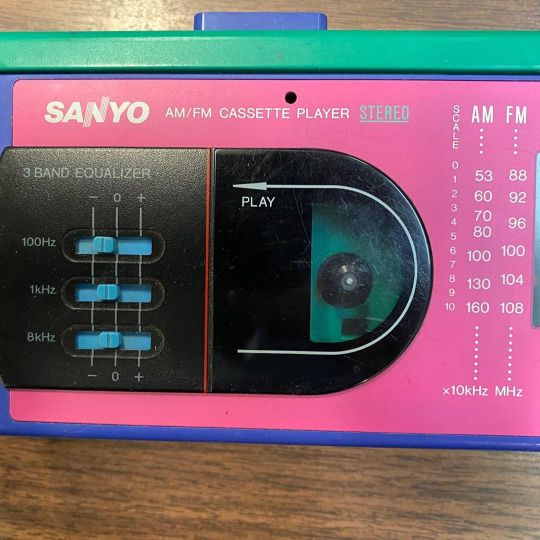 SANYO AM/FM CASSETTE PLAYER STEREO
SCALE AM FM
3 BAND EQUALIZER
− 0 +
100Hz
1kHz
8kHz
− 0 +
PLAY
0
1 53 88
2
3 60 92
4 70
5 80 96
6
7 100 100
8
9 130 104
10 160 108
×10kHz MHz